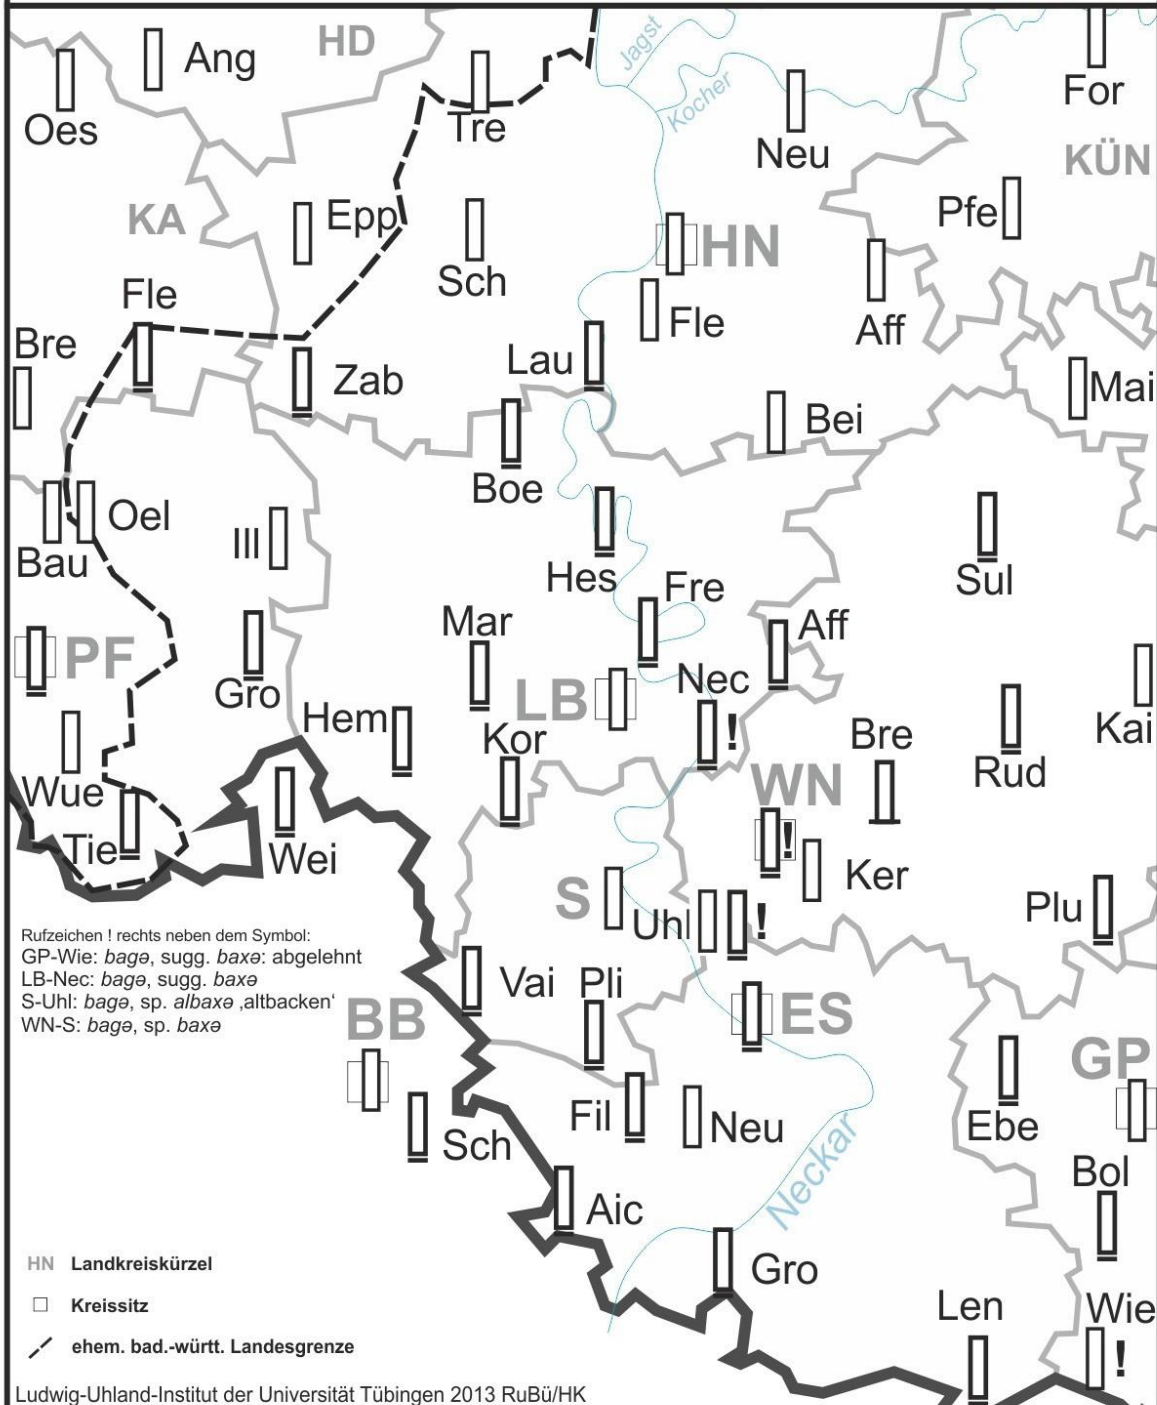 Ang
HD
Jagst
For
Oes
Tre
Kocher
Neu
KÜN
KA
Epp
Pfe
Sch
HN
Fle
Fle
Aff
Bre
Lau
Zab
Mai
Bei
Boe
Oel
Ill
Bau
Hes
Sul
Fre
Mar
Aff
PF
Gro
LB
Nec
Hem
Kor
!
Bre
Kai
Rud
WN
Wue
!
Tie
Wei
Ker
S
Uhl
!
Plu
Rufzeichen ! rechts neben dem Symbol:
GP-Wie: bagə, sugg. baxə: abgelehnt
LB-Nec: bagə, sugg. baxə
S-Uhl: bagə, sp. albaxə ‚altbacken‘
WN-S: bagə, sp. baxə
Vai
Pli
BB
ES
GP
Fil
Neu
Ebe
Sch
Neckar
Bol
Aic
HN Landkreiskürzel
Gro
Kreissitz
Len
Wie
ehem. bad.-württ. Landesgrenze
!
Ludwig-Uhland-Institut der Universität Tübingen 2013 RuBü/HK